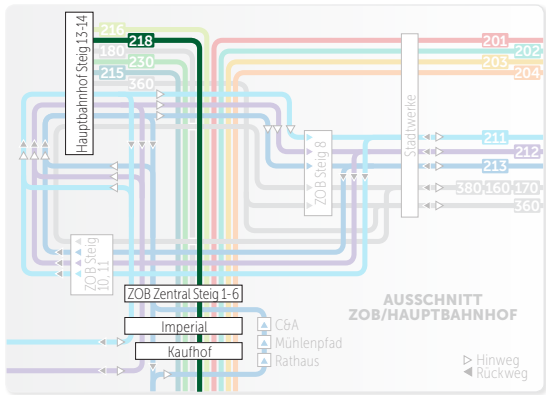 216
218
180
230
215
360
Hauptbahnhof Steig 13-14
201
202
203
204
Stadtwerke
211
212
213
380 160 170
360
ZOB Steig 8
ZOB Steig
10, 11
ZOB Zentral Steig 1-6
Imperial
Kaufhof
C&A
Mühlenpfad
Rathaus
AUSSCHNITT
ZOB/HAUPTBAHNHOF
Hinweg
Rückweg